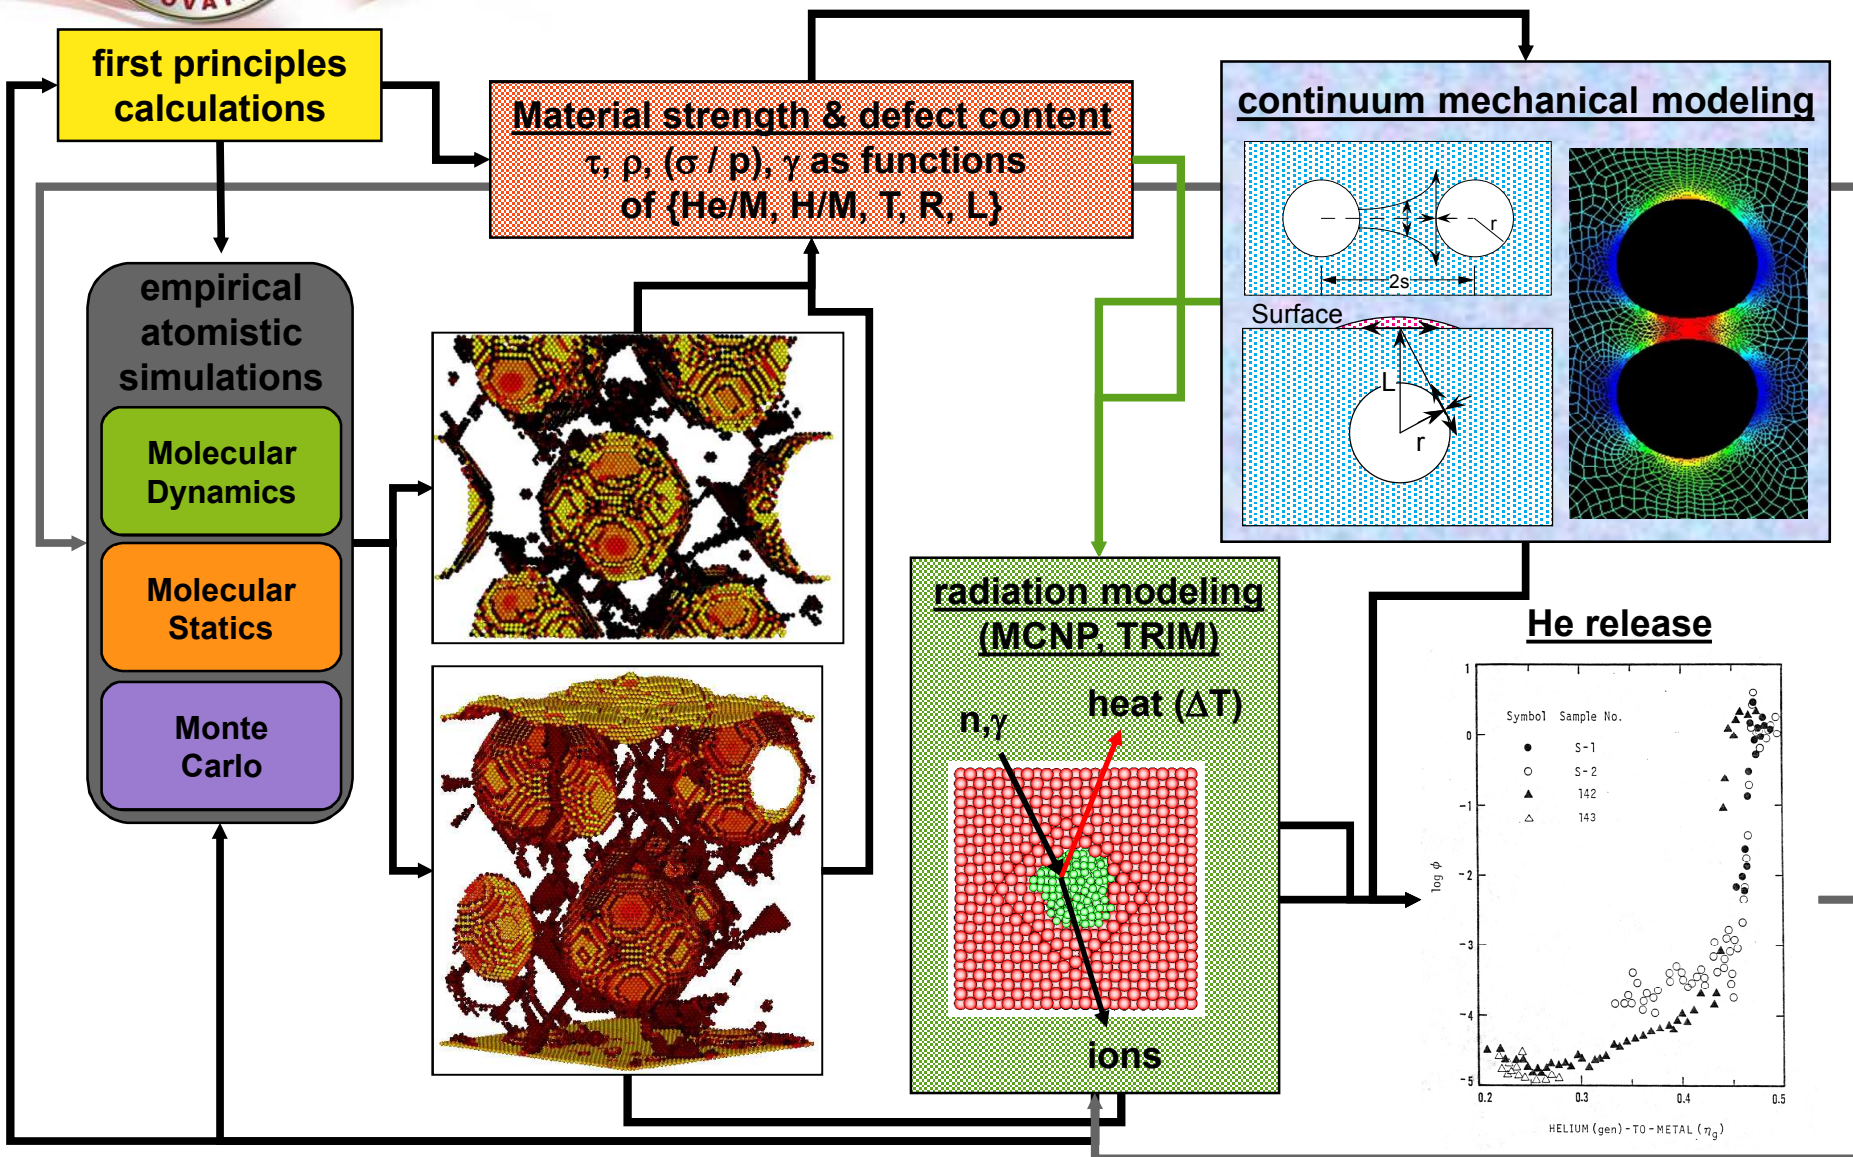 OVAT
first principles
calculations
Material strength & defect content
τ, ρ, (σ / p), γ as functions
of {He/M, H/M, T, R, L}
continuum mechanical modeling
r
2s
Surface
L
r
empirical
atomistic
simulations
Molecular
Dynamics
Molecular
Statics
Monte
Carlo
radiation modeling
(MCNP, TRIM)
heat (ΔT)
n,γ
ions
He release
Symbol Sample No.
S-1
S-2
142
143
log φ
1
0
-1
-2
-3
-4
-5
0.2 0.3 0.4 0.5
HELIUM (gen)-TO-METAL (ηg)